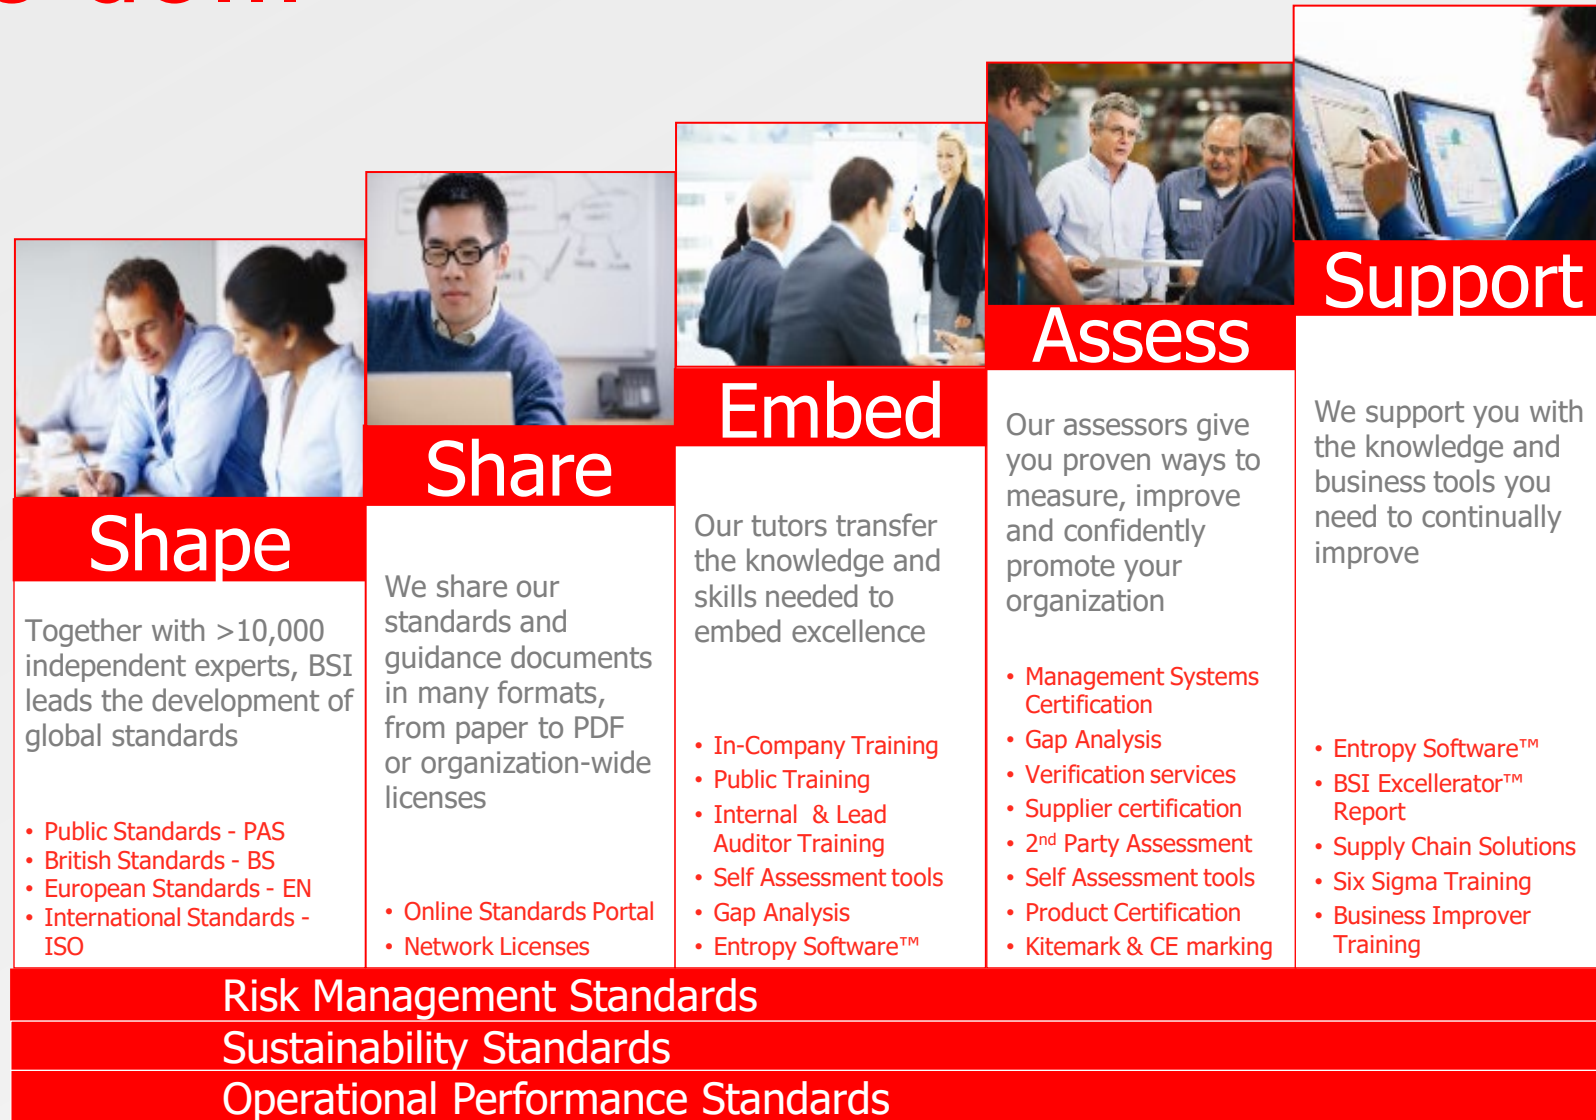 Shape
Together with >10,000
independent experts, BSI
leads the development of
global standards
• Public Standards - PAS
• British Standards - BS
• European Standards - EN
• International Standards -
ISO
Share
We share our
standards and
guidance documents
in many formats,
from paper to PDF
or organization-wide
licenses
• Online Standards Portal
• Network Licenses
Embed
Our tutors transfer
the knowledge and
skills needed to
embed excellence
• In-Company Training
• Public Training
• Internal & Lead
Auditor Training
• Self Assessment tools
• Gap Analysis
• Entropy Software™
Assess
Our assessors give
you proven ways to
measure, improve
and confidently
promote your
organization
• Management Systems
Certification
• Gap Analysis
• Verification services
• Supplier certification
• 2nd Party Assessment
• Self Assessment tools
• Product Certification
• Kitemark & CE marking
Support
We support you with
the knowledge and
business tools you
need to continually
improve
• Entropy Software™
• BSI Excellerator™
Report
• Supply Chain Solutions
• Six Sigma Training
• Business Improver
Training
Risk Management Standards
Sustainability Standards
Operational Performance Standards